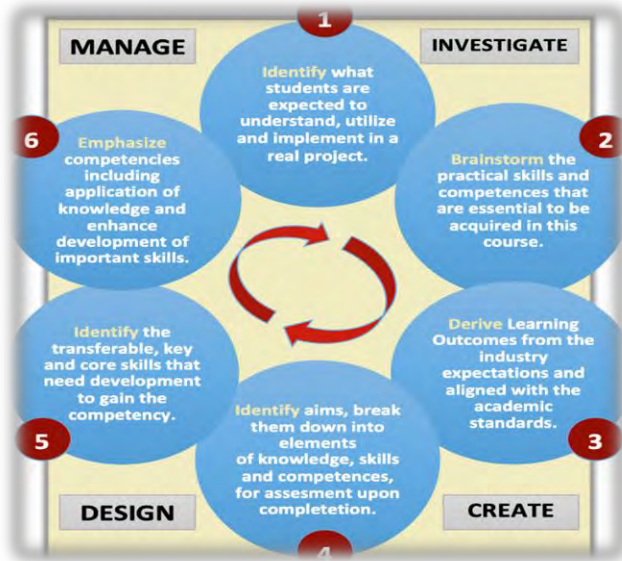 1
MANAGE
INVESTIGATE
Identify what
students are
expected to
understand, utilize
and implement in a
real project.
2
Brainstorm the
practical skills and
competences that
are essential to be
acquired in this
course.
Derive Learning
Outcomes from the
industry
expectations and
aligned with the
academic
standards.
3
CREATE
Identify aims, break
them down into
elements
of knowledge, skills
and competences,
for assesment upon
completetion.
4
DESIGN
5
Identify the
transferable, key
and core skills that
need development
to gain the
competency.
6
Emphasize
competencies
including
application of
knowledge and
enhance
development of
important skills.